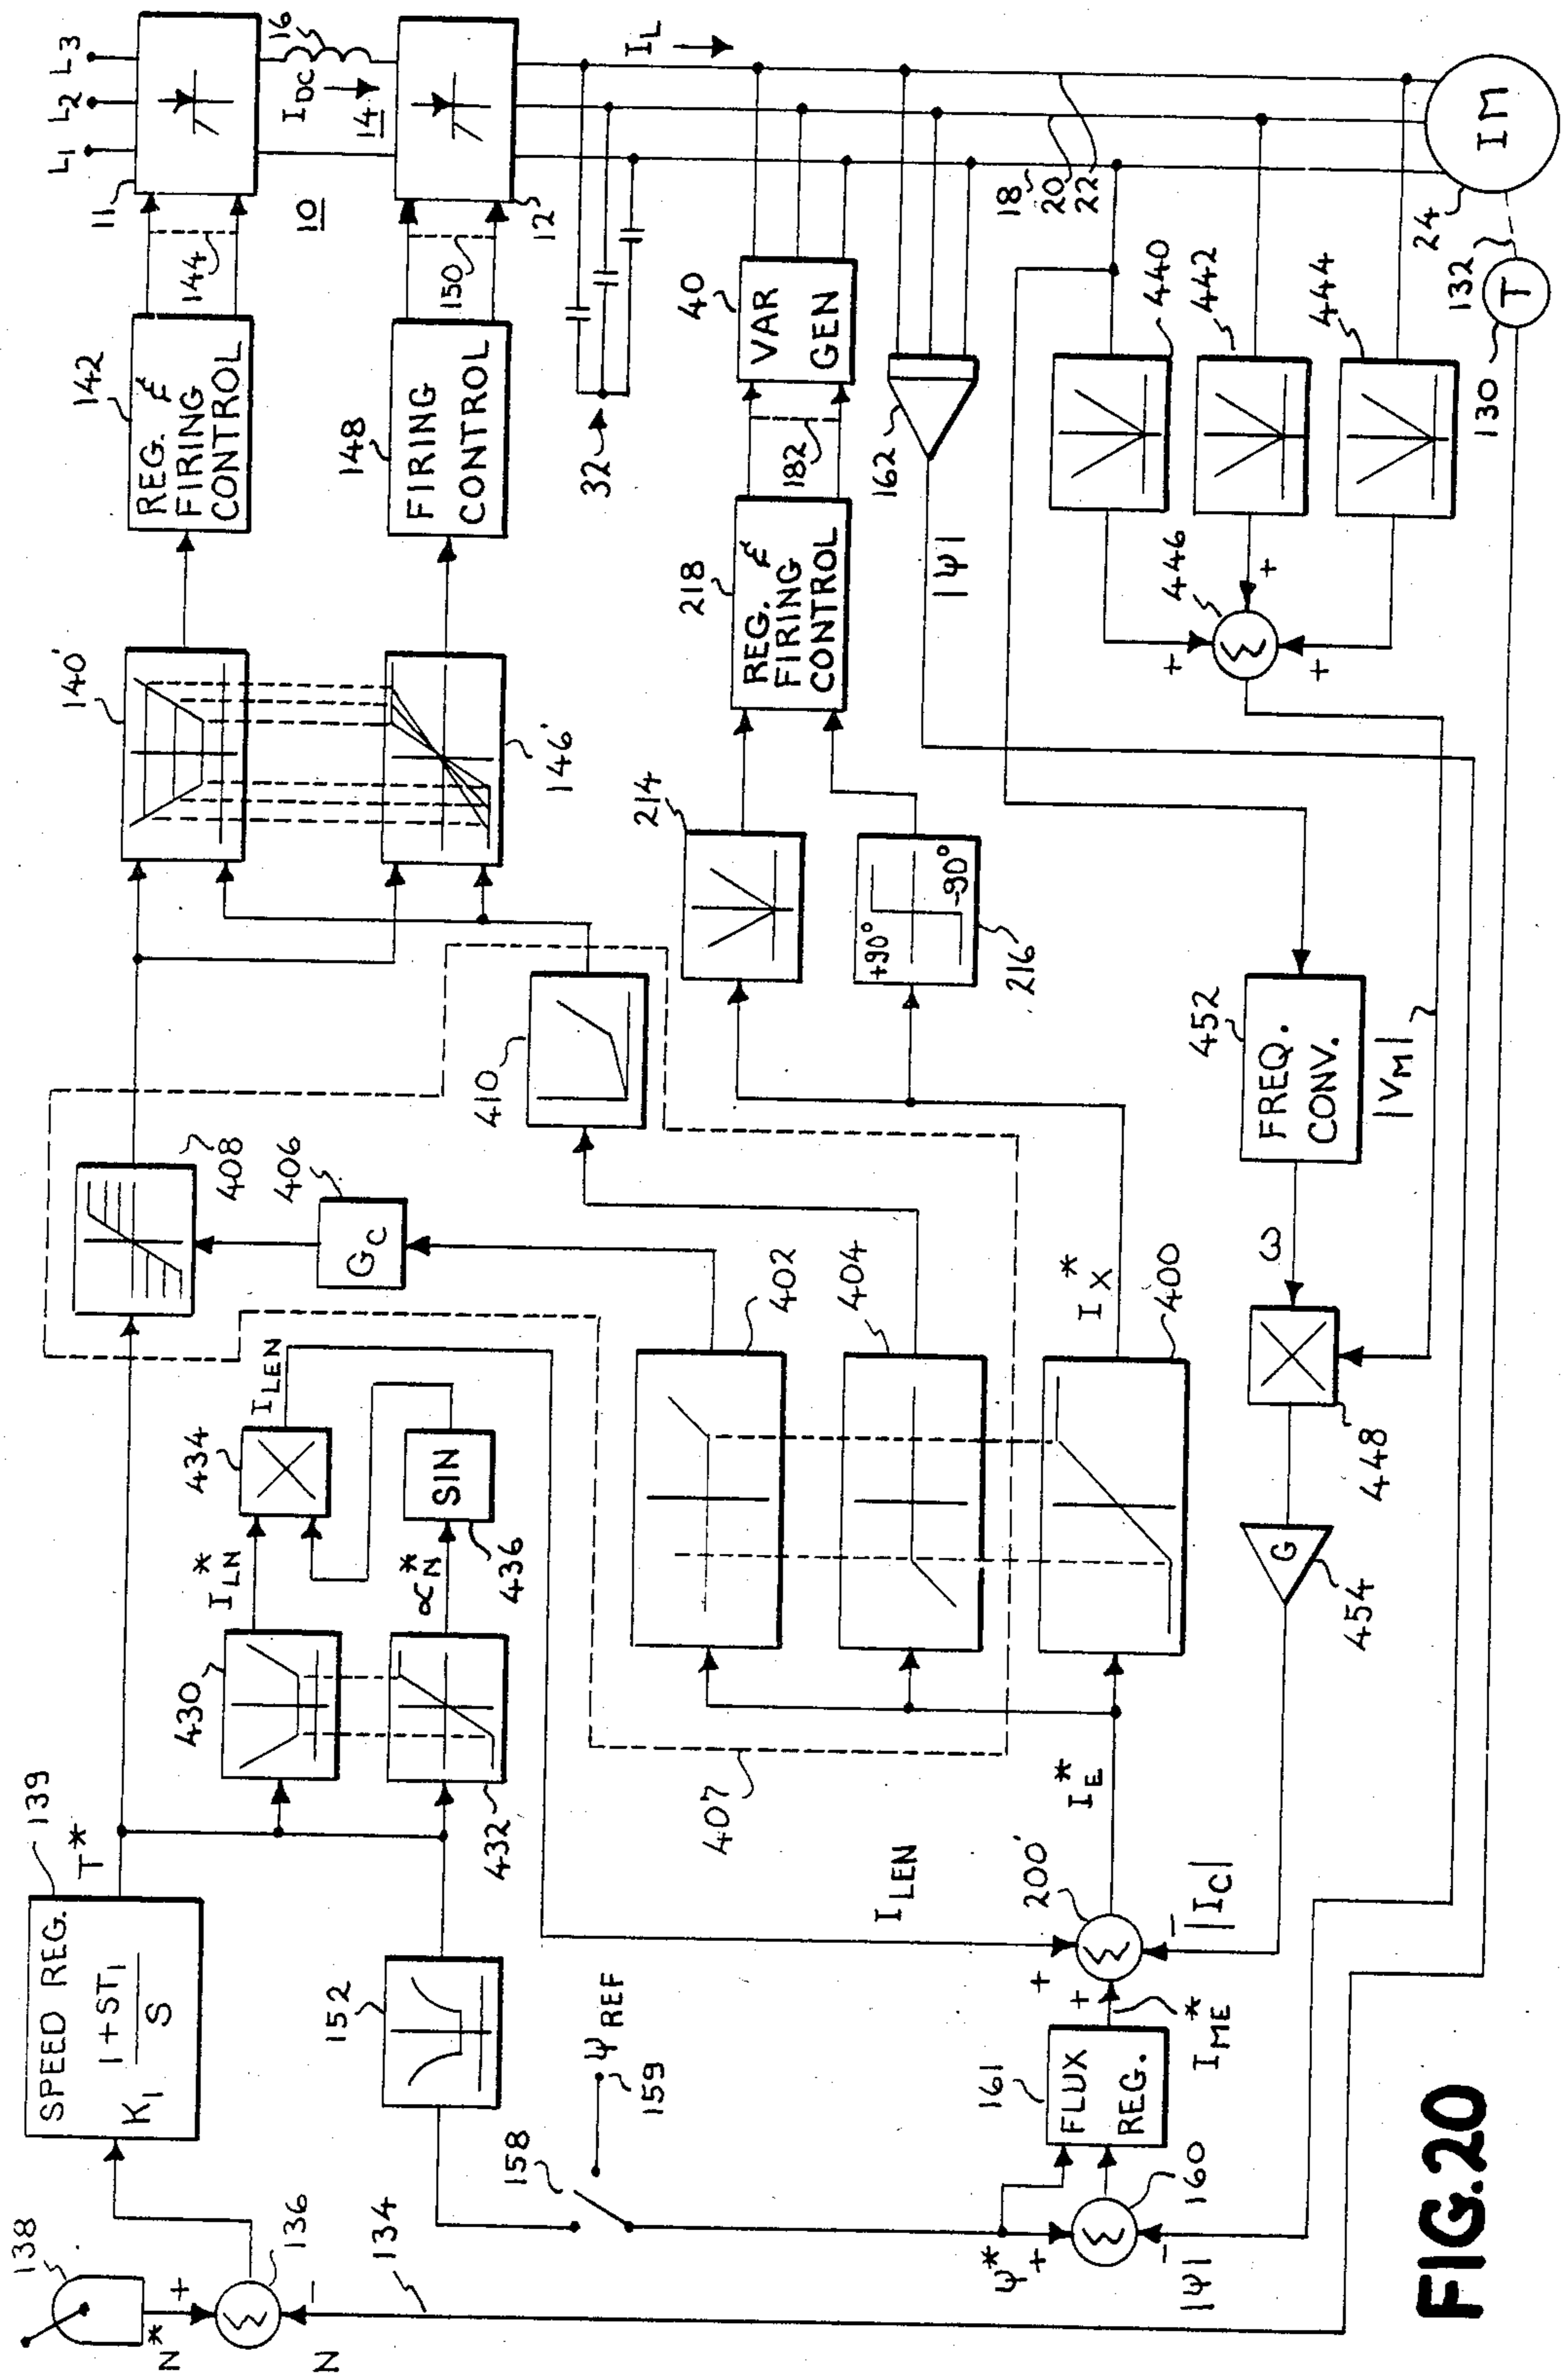 138
N*
+
136
-
N
134
SPEED REG.
K1 1+ST1
S
139
T*
152
158
159
ΨREF
430
432
I*LN
∝*N
434
SIN
436
ILEN
408
406
GC
407
402
404
400
410
I*X
140'
146'
142
REG. &
FIRING
CONTROL
144
148
FIRING
CONTROL
150
L1
L2
L3
11
10
IDC
14
16
12
IL
32
214
+90°
-90°
216
218
REG. &
FIRING
CONTROL
182
40
VAR
GEN
162
|Ψ|
18
20
22
440
442
444
446
+
+
+
24
IM
132
T
130
452
FREQ.
CONV.
|VM|
ω
448
G
454
Ψ*
+
-
|Ψ|
160
161
FLUX
REG.
I*ME
+
+
-
|IC|
200'
ILEN
I*E
FIG.20